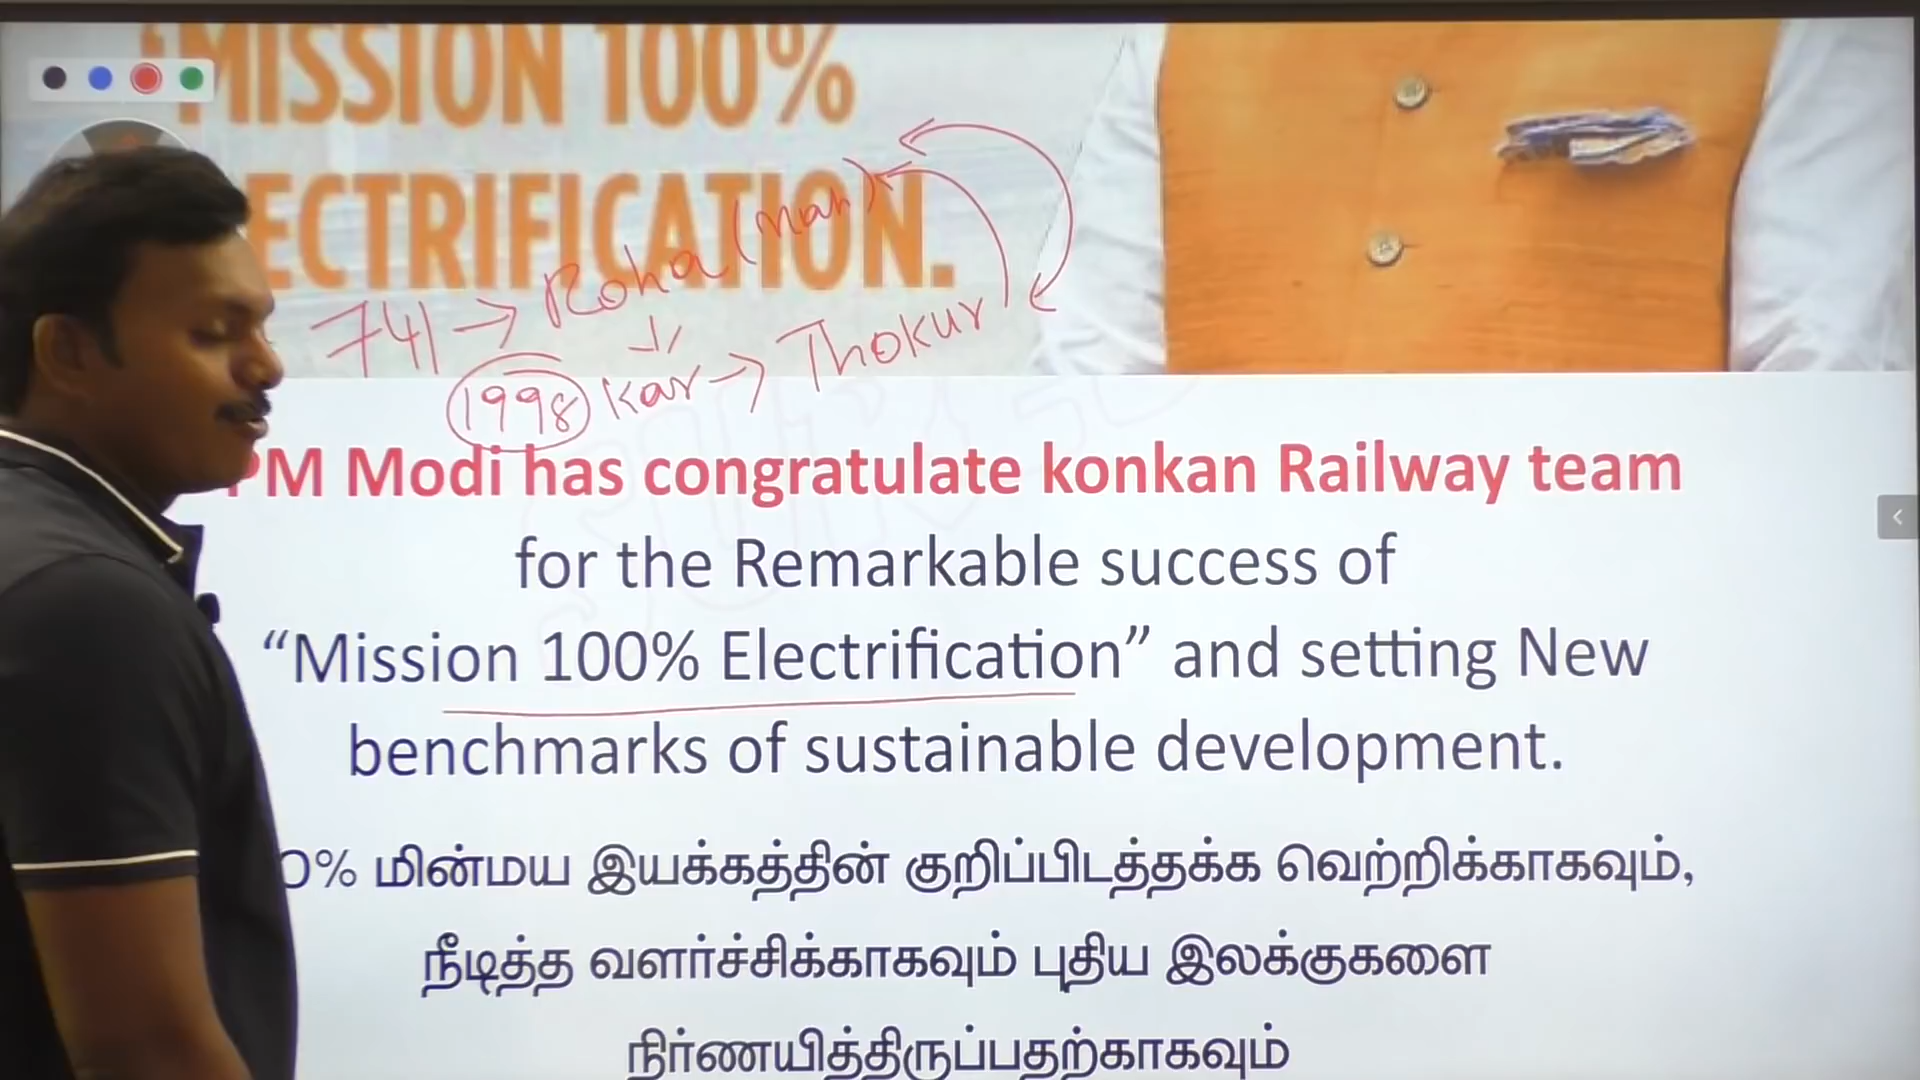 ‘MISSION 100%
ECTRIFICATION.
741 → Roha (Mah)
1998 Kar → Thokur
PM Modi has congratulate konkan Railway team
for the Remarkable success of
“Mission 100% Electrification” and setting New
benchmarks of sustainable development.
0% மின்மய இயக்கத்தின் குறிப்பிடத்தக்க வெற்றிக்காகவும்,
நீடித்த வளர்ச்சிக்காகவும் புதிய இலக்குகளை
நிர்ணயித்திருப்பதற்காகவும்